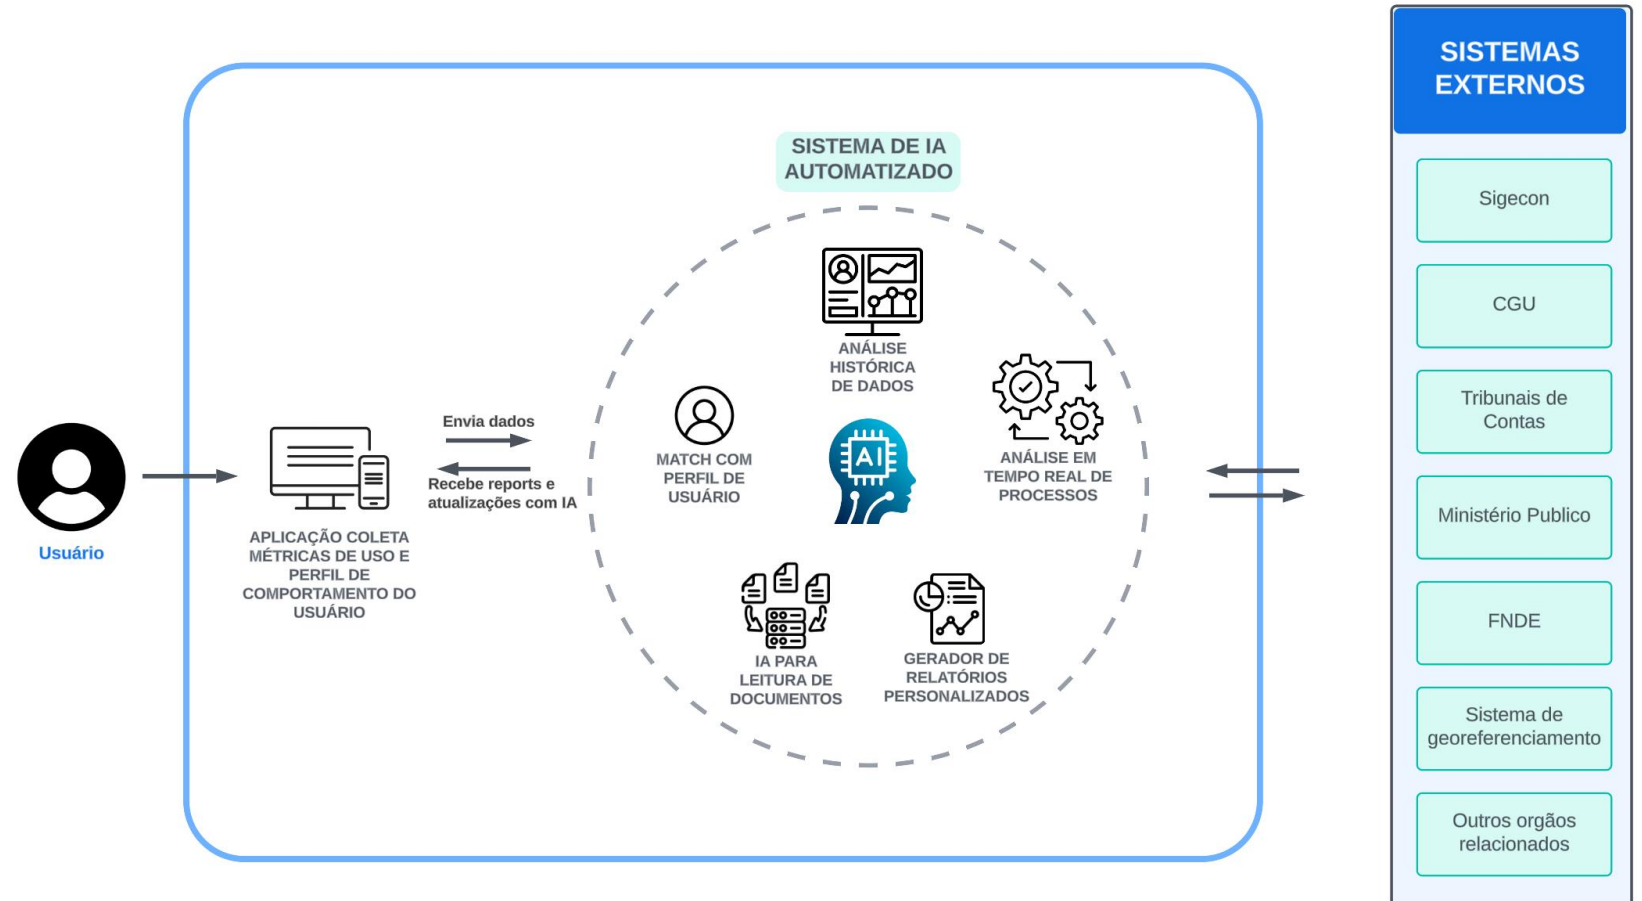 Usuário
APLICAÇÃO COLETA
MÉTRICAS DE USO E
PERFIL DE
COMPORTAMENTO DO
USUÁRIO
Envia dados
Recebe reports e
atualizações com IA
SISTEMA DE IA
AUTOMATIZADO
ANÁLISE
HISTÓRICA
DE DADOS
MATCH COM
PERFIL DE
USUÁRIO
AI
ANÁLISE EM
TEMPO REAL DE
PROCESSOS
IA PARA
LEITURA DE
DOCUMENTOS
GERADOR DE
RELATÓRIOS
PERSONALIZADOS
SISTEMAS
EXTERNOS
Sigecon
CGU
Tribunais de
Contas
Ministério Publico
FNDE
Sistema de
georeferenciamento
Outros orgãos
relacionados